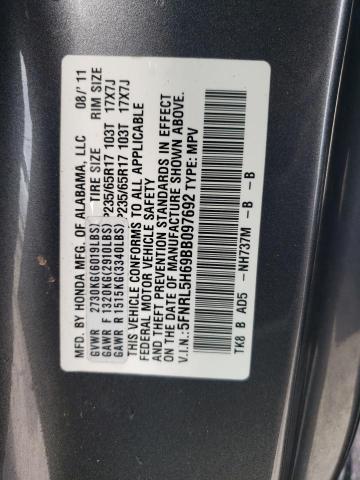 MFD. BY HONDA MFG. OF ALABAMA, LLC 08/'11
TIRE SIZE RIM SIZE
GVWR 2730KG(6019LBS)
GAWR F 1320KG(2910LBS) P235/65R17 103T 17X7J
GAWR R 1515KG(3340LBS) P235/65R17 103T 17X7J
THIS VEHICLE CONFORMS TO ALL APPLICABLE
FEDERAL MOTOR VEHICLE SAFETY
AND THEFT PREVENTION STANDARDS IN EFFECT
ON THE DATE OF MANUFACTURE SHOWN ABOVE.
V.I.N.:5FNRL5H69BB097692 TYPE: MPV
TK8 B AD5 -NH737M -B -B